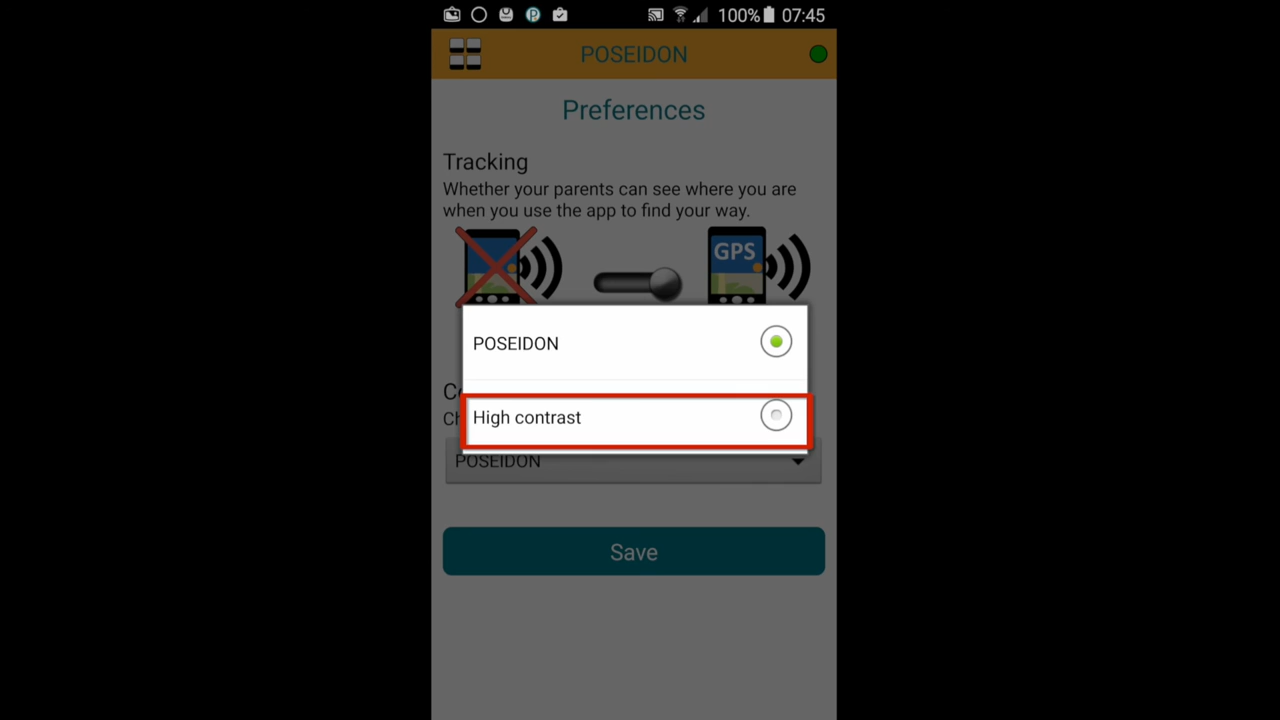 100% 07:45
POSEIDON
Preferences
Tracking
Whether your parents can see where you are
when you use the app to find your way.
GPS
POSEIDON
High contrast
POSEIDON
Save